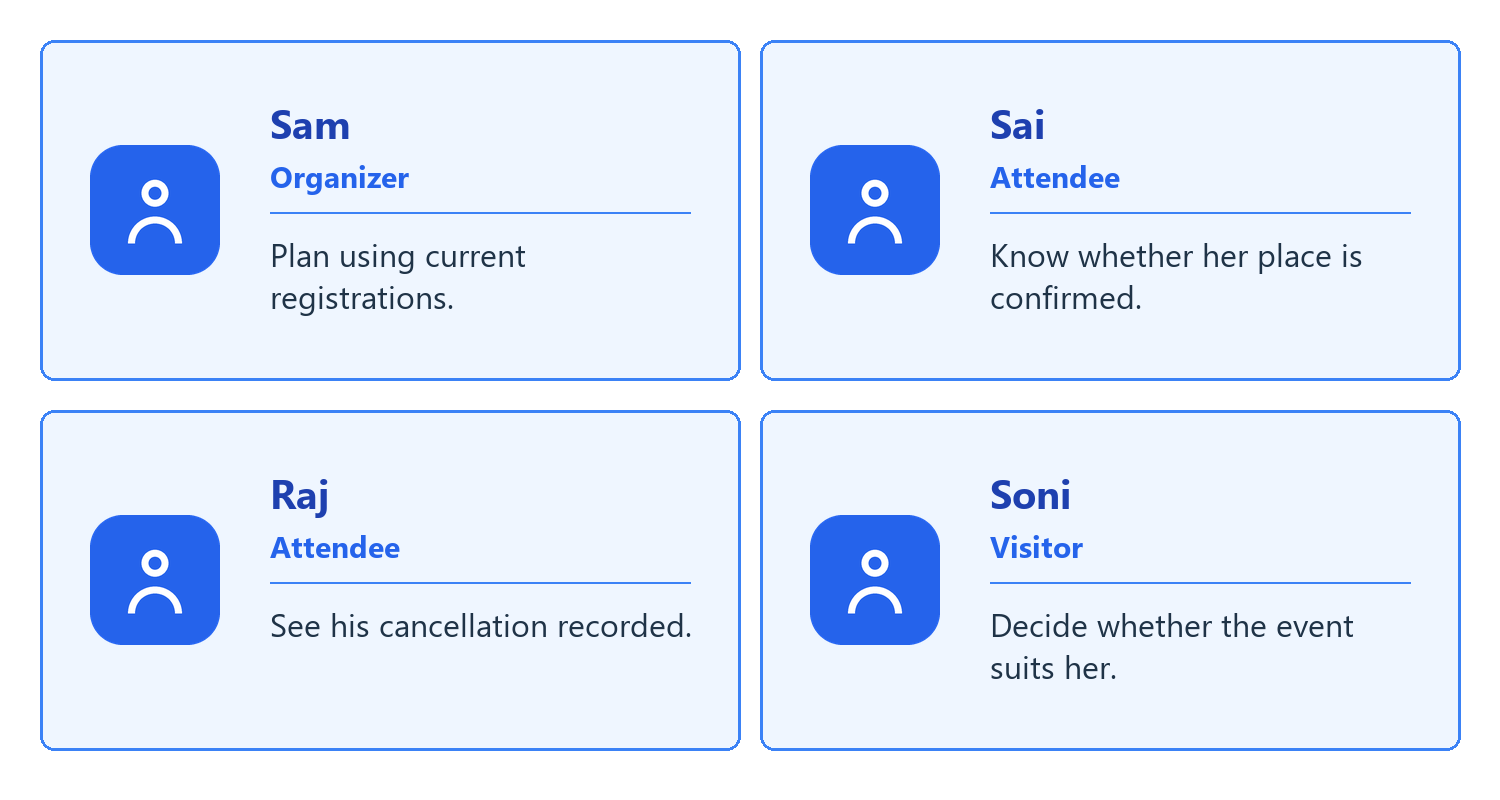 Sam
Organizer
Plan using current
registrations.
Sai
Attendee
Know whether her place is
confirmed.
Raj
Attendee
See his cancellation recorded.
Soni
Visitor
Decide whether the event
suits her.